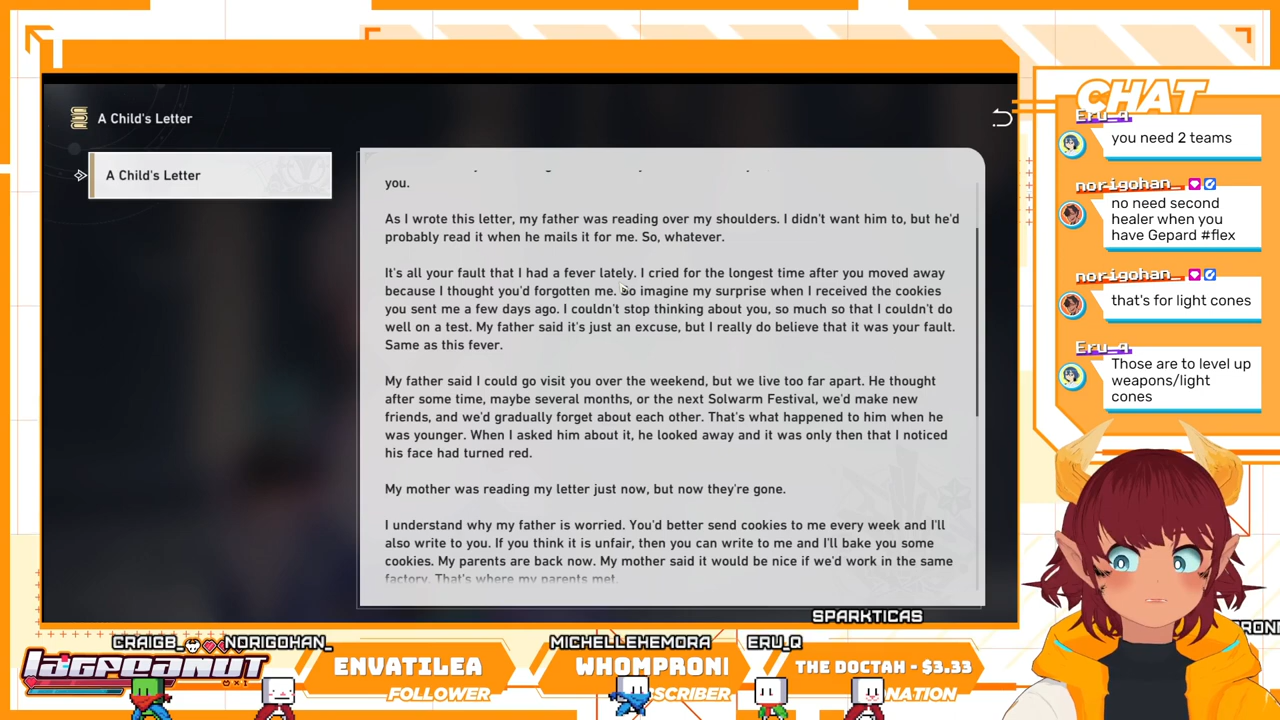 A Child's Letter
A Child's Letter
you.
As I wrote this letter, my father was reading over my shoulders. I didn't want him to, but he'd
probably read it when he mails it for me. So, whatever.
It's all your fault that I had a fever lately. I cried for the longest time after you moved away
because I thought you'd forgotten me. So imagine my surprise when I received the cookies
you sent me a few days ago. I couldn't stop thinking about you, so much so that I couldn't do
well on a test. My father said it's just an excuse, but I really do believe that it was your fault.
Same as this fever.
My father said I could go visit you over the weekend, but we live too far apart. He thought
after some time, maybe several months, or the next Solwarm Festival, we'd make new
friends, and we'd gradually forget about each other. That's what happened to him when he
was younger. When I asked him about it, he looked away and it was only then that I noticed
his face had turned red.
My mother was reading my letter just now, but now they're gone.
I understand why my father is worried. You'd better send cookies to me every week and I'll
also write to you. If you think it is unfair, then you can write to me and I'll bake you some
cookies. My parents are back now. My mother said it would be nice if we'd work in the same
factory. That's where my parents met.
CHAT
Eru_q
you need 2 teams
norigohan_
no need second
healer when you
have Gepard #flex
norigohan_
that's for light cones
Eru_q
Those are to level up
weapons/light
cones
SPARKTICAS
CRAIGB_
NORIGOHAN_
MICHELLEHEMORA
ERU_Q
LaigPeanut
ENVATILEA
FOLLOWER
WHOMPRONI
SCRIBER
THE DOCTAH - $3.33
NATION